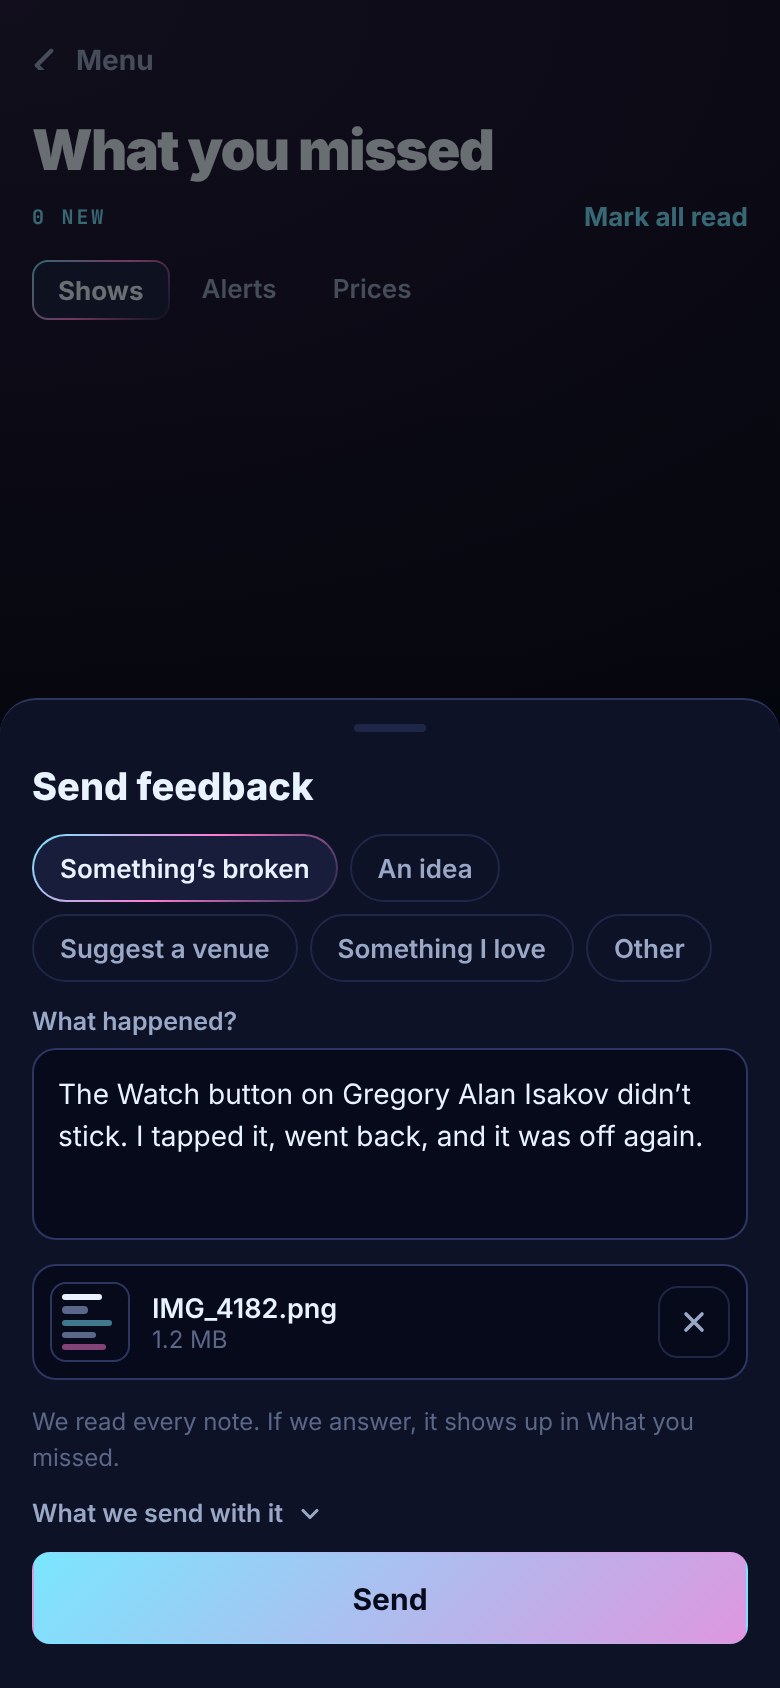 Menu
What you missed
0 NEW
Mark all read
Shows
Alerts
Prices
Send feedback
Something’s broken
An idea
Suggest a venue
Something I love
Other
What happened?
The Watch button on Gregory Alan Isakov didn’t
stick. I tapped it, went back, and it was off again.
IMG_4182.png
1.2 MB
We read every note. If we answer, it shows up in What you
missed.
What we send with it
Send